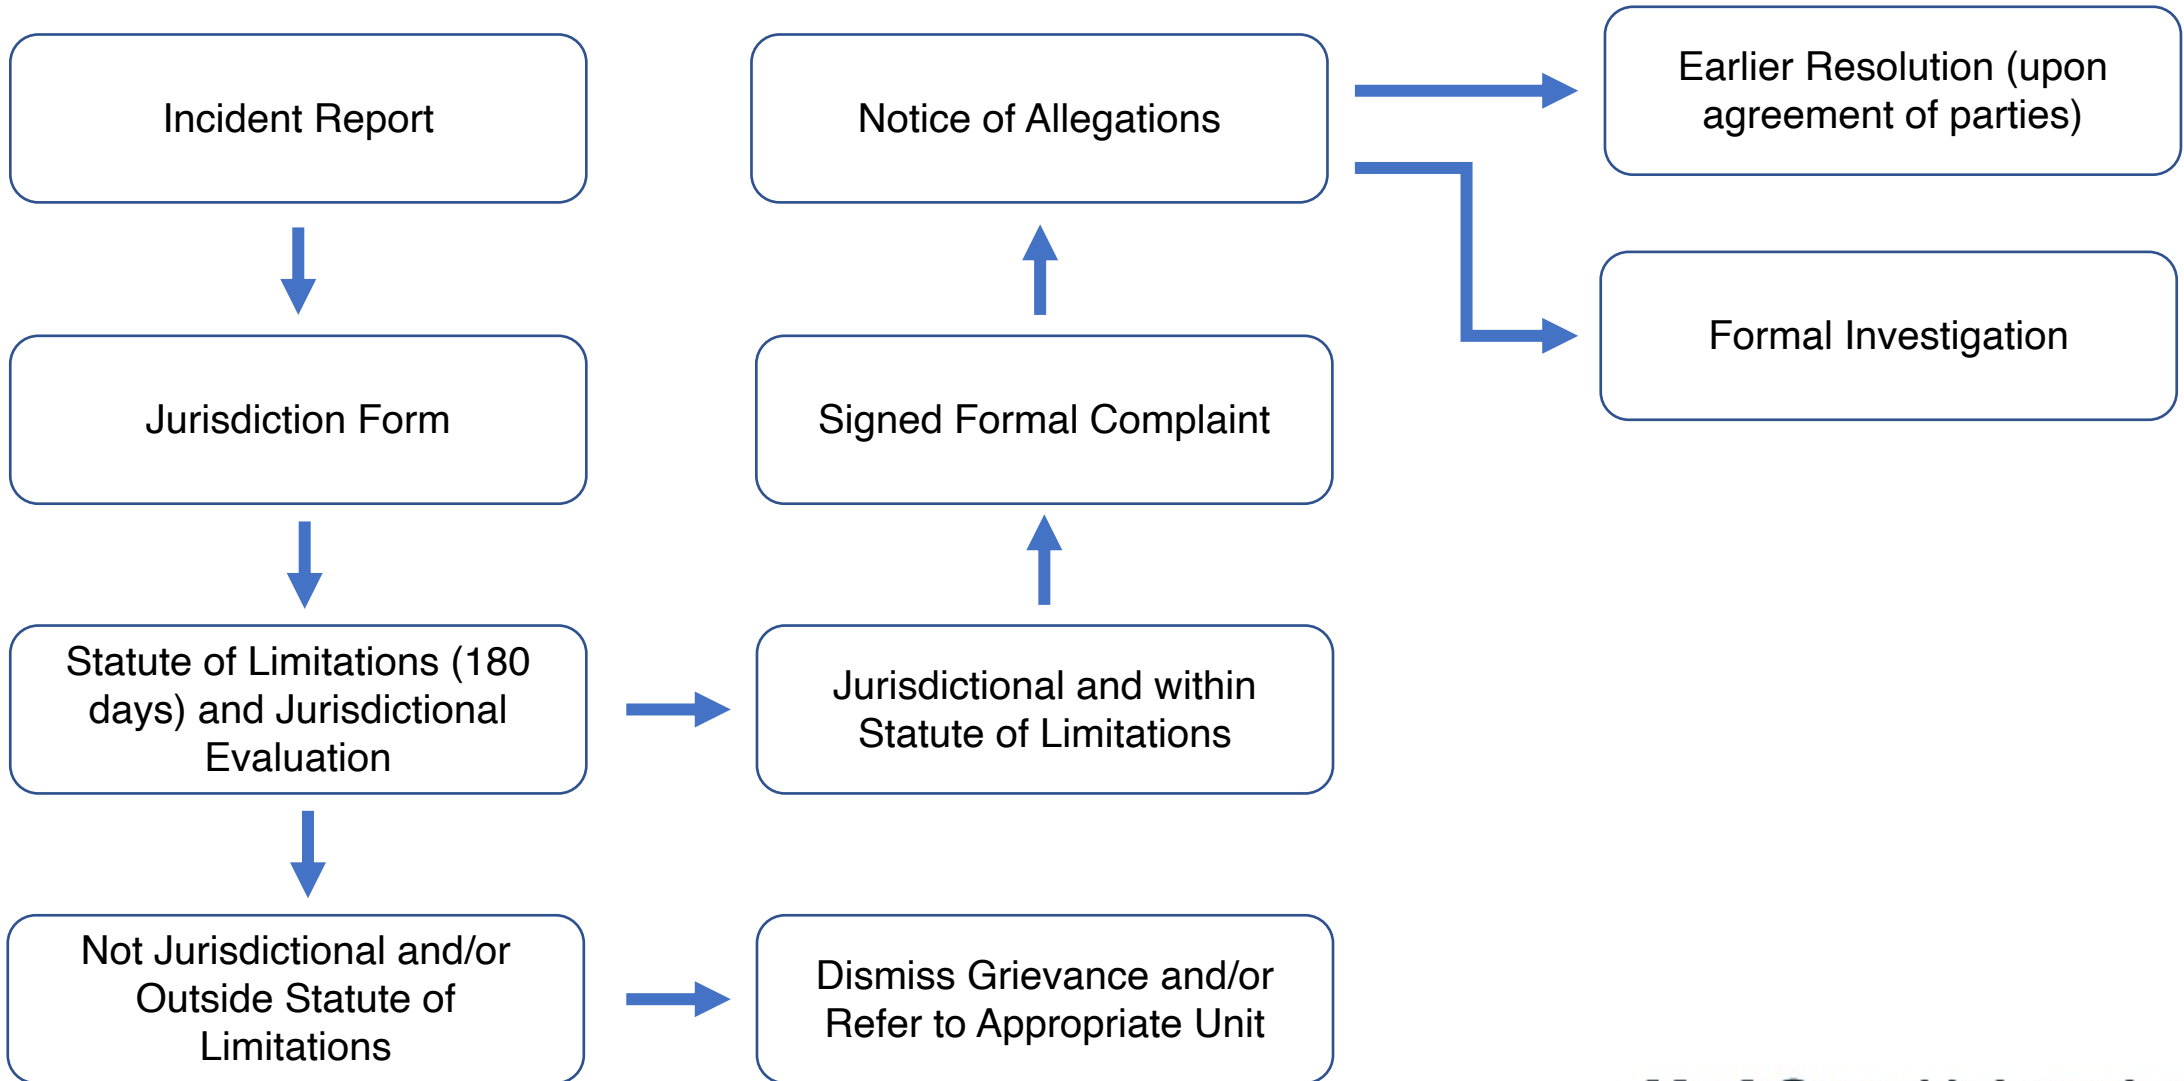 Incident Report
Jurisdiction Form
Statute of Limitations (180
days) and Jurisdictional
Evaluation
Not Jurisdictional and/or
Outside Statute of
Limitations
Dismiss Grievance and/or
Refer to Appropriate Unit
Jurisdictional and within
Statute of Limitations
Signed Formal Complaint
Notice of Allegations
Earlier Resolution (upon
agreement of parties)
Formal Investigation